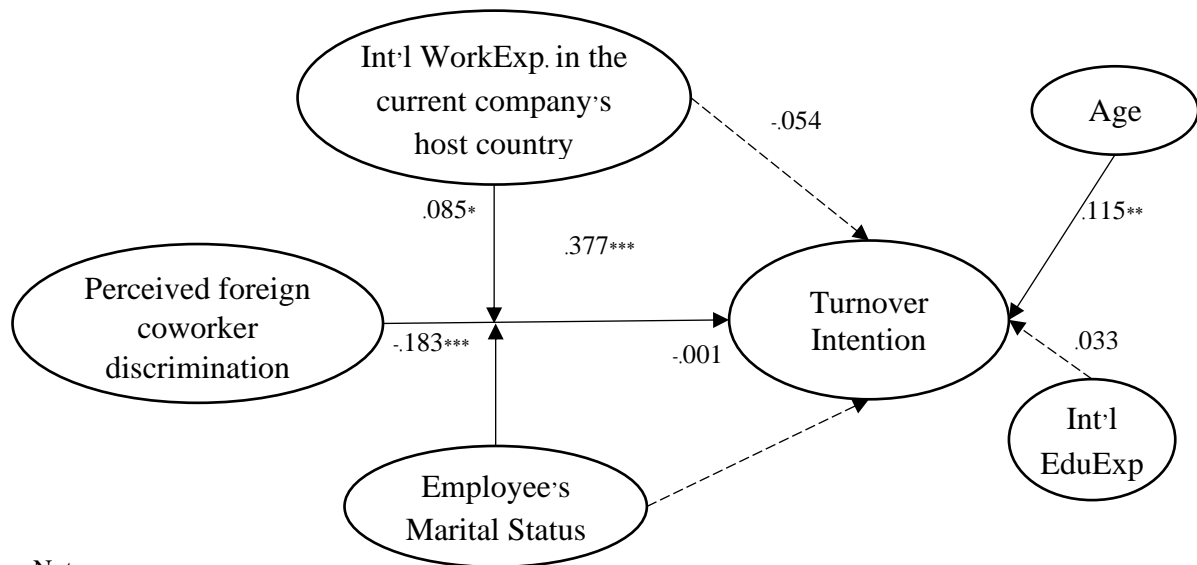 Int'l WorkExp. in the
current company's
host country
-.054
Age
.085*
.115**
.377***
Perceived foreign
coworker
discrimination
Turnover
Intention
-.183***
-.001
.033
Int'l
EduExp
Employee's
Marital Status